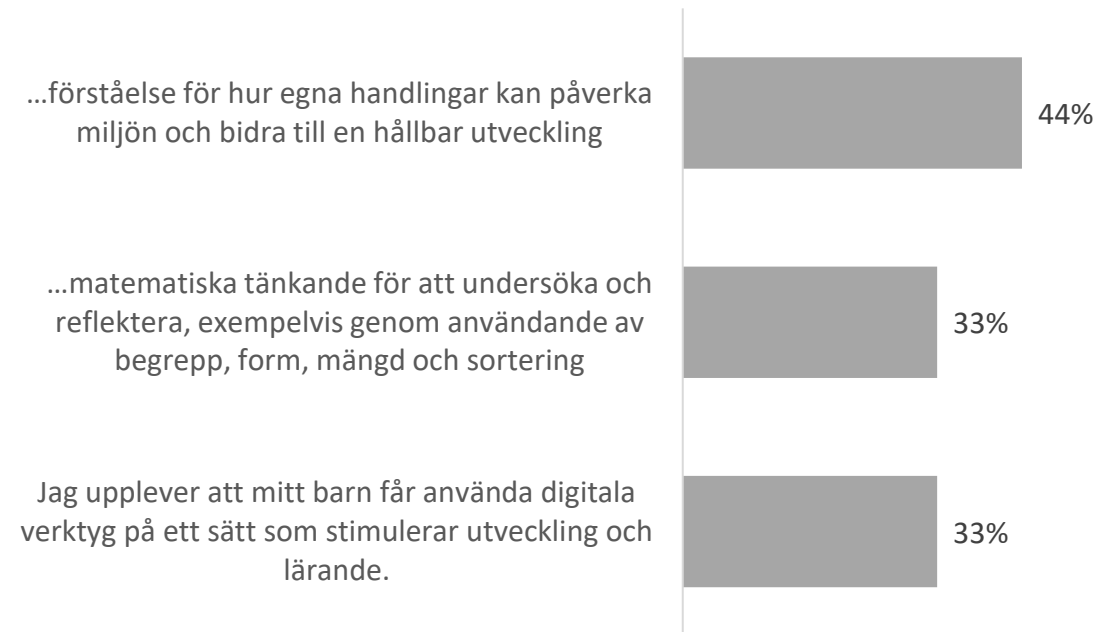 …förståelse för hur egna handlingar kan påverka
miljön och bidra till en hållbar utveckling
44%
…matematiska tänkande för att undersöka och
reflektera, exempelvis genom användande av
begrepp, form, mängd och sortering
33%
Jag upplever att mitt barn får använda digitala
verktyg på ett sätt som stimulerar utveckling och
lärande.
33%